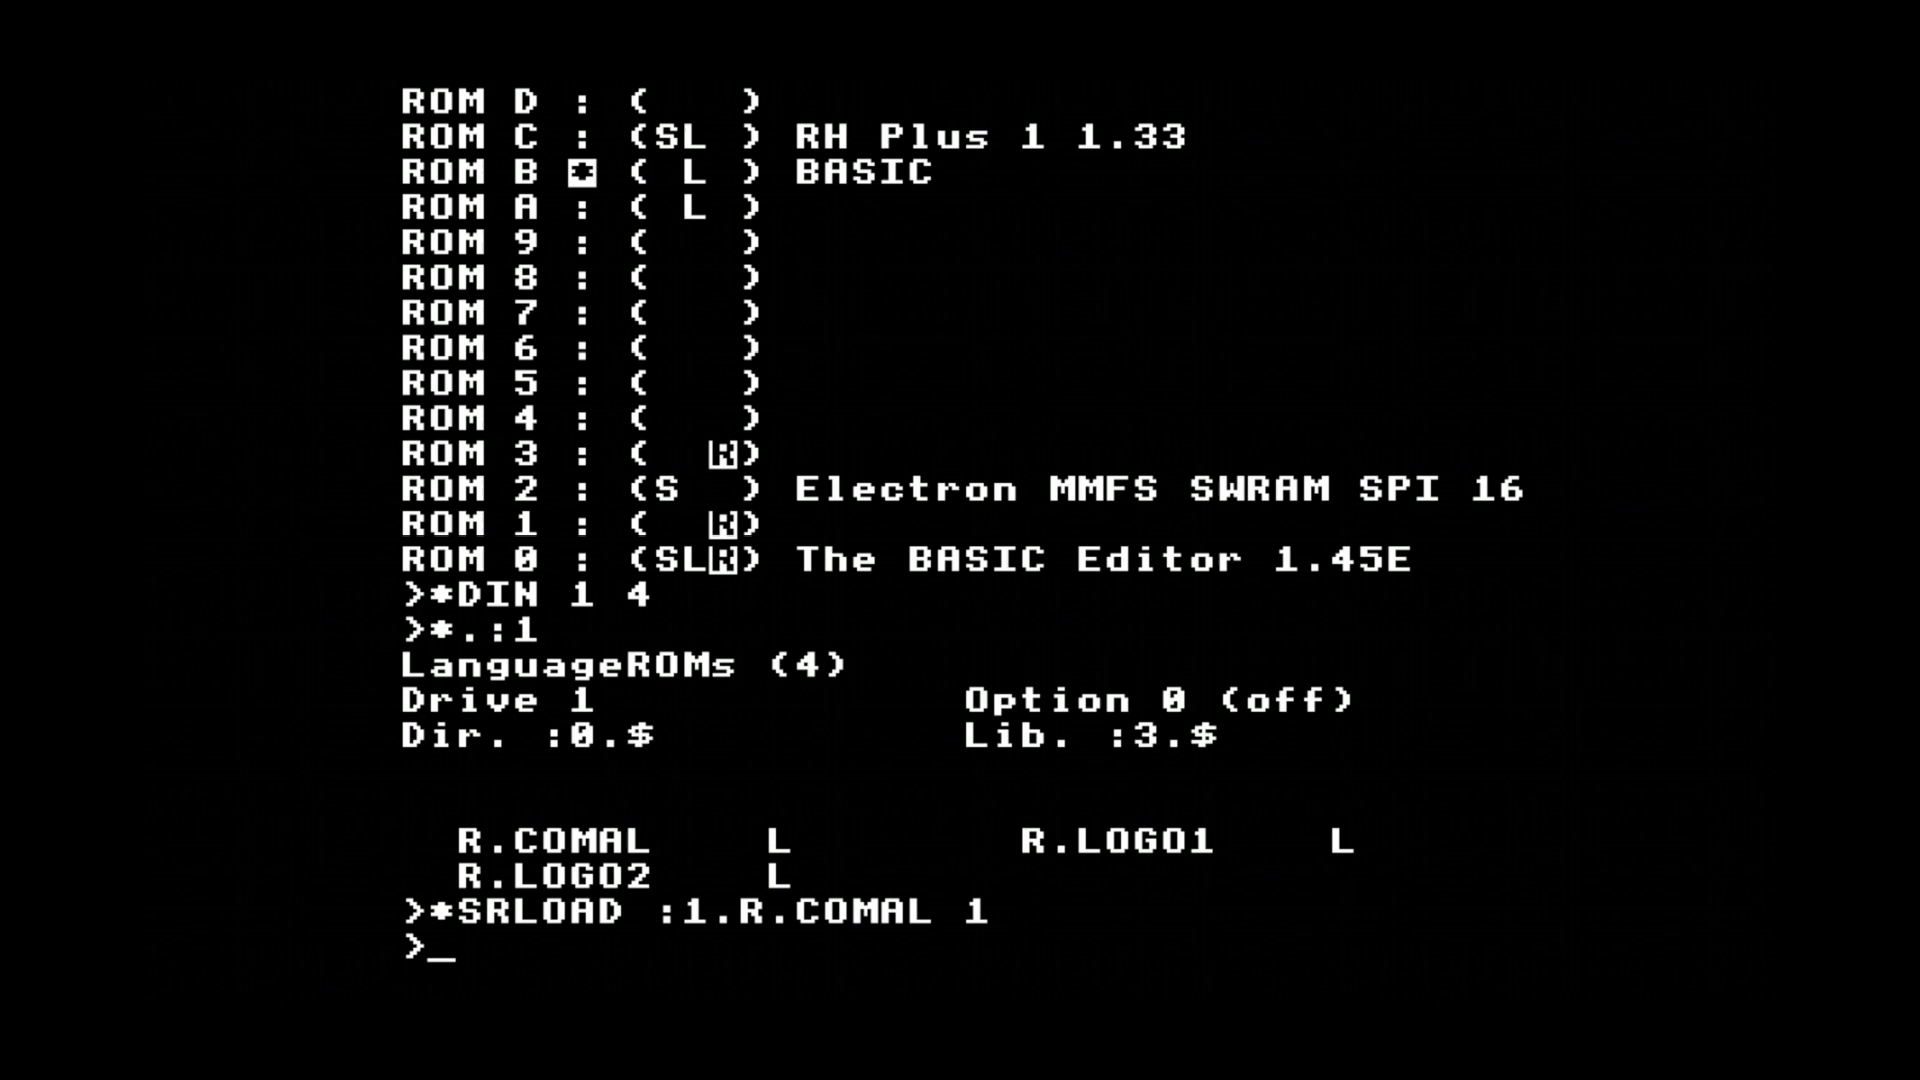 ROM D : (   )
ROM C : (SL ) RH Plus 1 1.33
ROM B * ( L ) BASIC
ROM A : ( L )
ROM 9 : (   )
ROM 8 : (   )
ROM 7 : (   )
ROM 6 : (   )
ROM 5 : (   )
ROM 4 : (   )
ROM 3 : (  R)
ROM 2 : (S  ) Electron MMFS SWRAM SPI 16
ROM 1 : (  R)
ROM 0 : (SLR) The BASIC Editor 1.45E
>*DIN 1 4
>*.:1
LanguageROMs (4)
Drive 1             Option 0 (off)
Dir. :0.$           Lib. :3.$
  R.COMAL    L        R.LOGO1    L
  R.LOGO2    L
>*SRLOAD :1.R.COMAL 1
>_